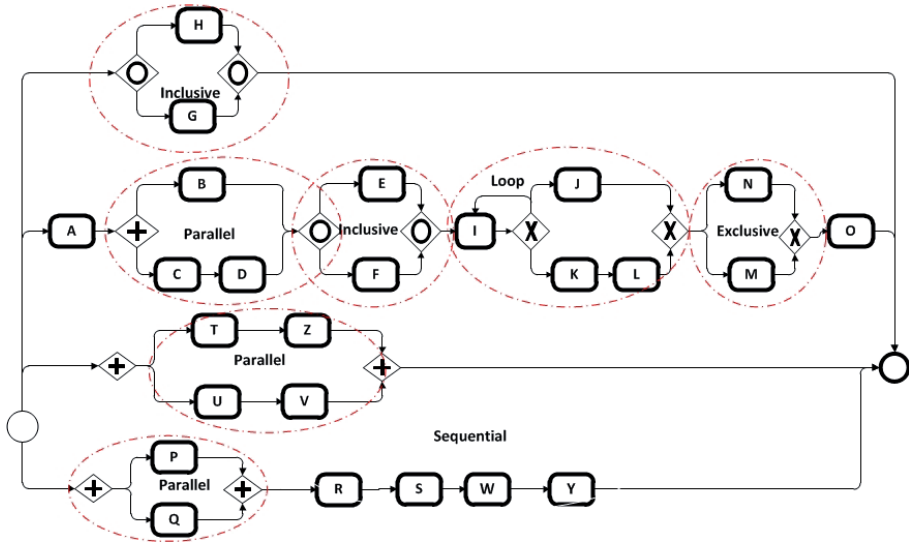 H
Inclusive
G
B
E
Loop
J
N
A
Parallel
Inclusive
I
X
X
Exclusive
X
O
C
D
F
K
L
M
T
Z
Parallel
U
V
Sequential
P
Parallel
R
S
W
Y
Q